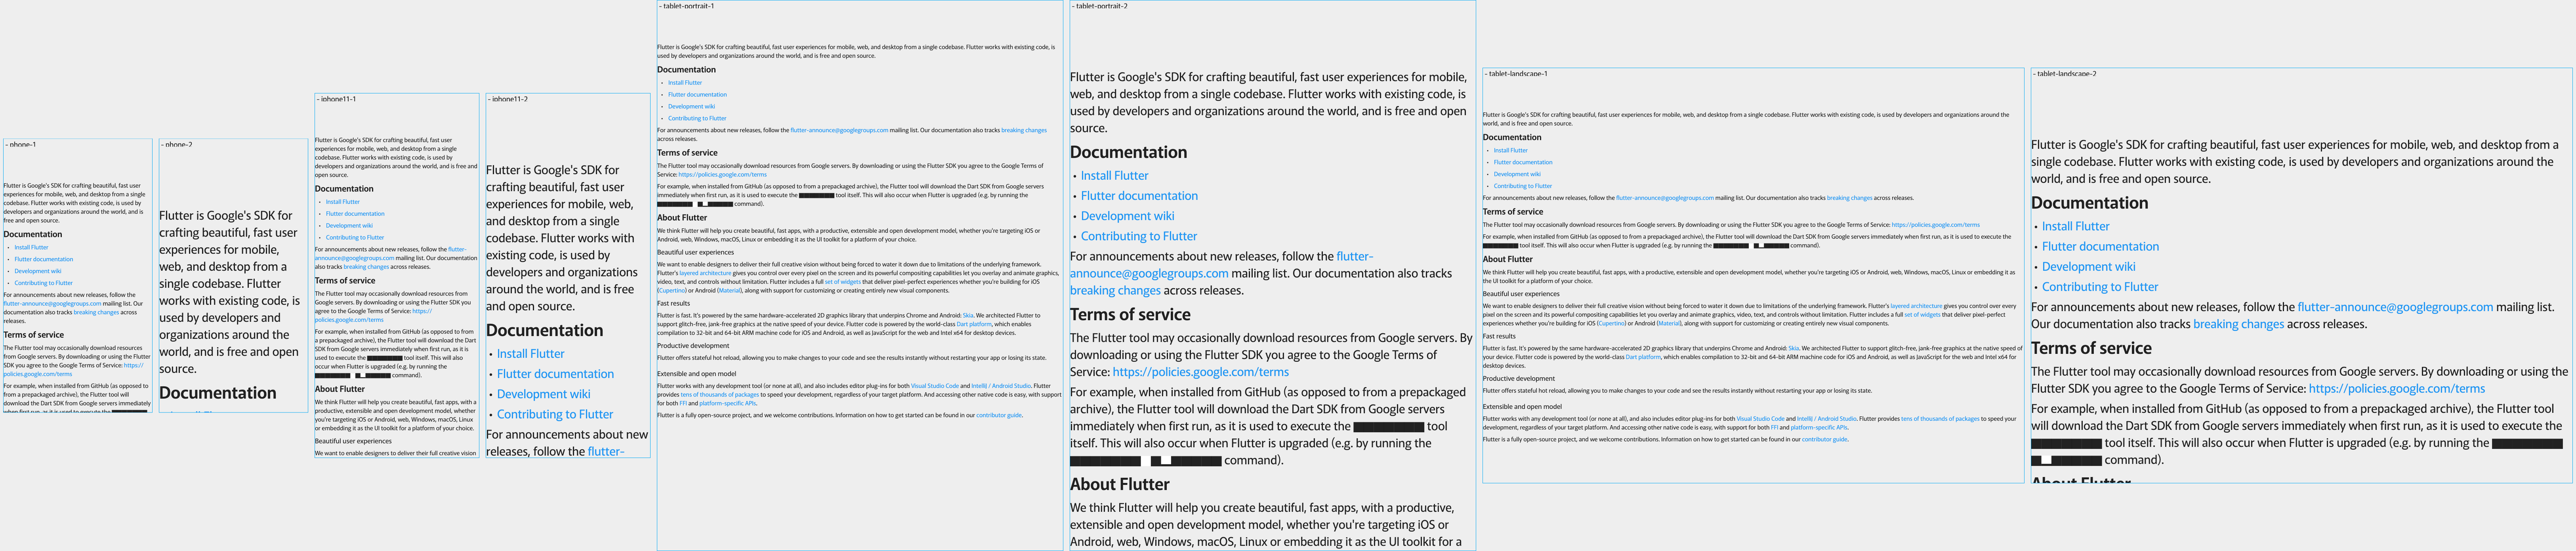 - phone-1
Flutter is Google's SDK for crafting beautiful, fast user
experiences for mobile, web, and desktop from a single
codebase. Flutter works with existing code, is used by
developers and organizations around the world, and is
free and open source.
Documentation
• Install Flutter
• Flutter documentation
• Development wiki
• Contributing to Flutter
For announcements about new releases, follow the
flutter-announce@googlegroups.com mailing list. Our
documentation also tracks breaking changes across
releases.
Terms of service
The Flutter tool may occasionally download resources
from Google servers. By downloading or using the Flutter
SDK you agree to the Google Terms of Service: https://
policies.google.com/terms
For example, when installed from GitHub (as opposed to
from a prepackaged archive), the Flutter tool will
download the Dart SDK from Google servers immediately
when first run, as it is used to execute the
- phone-2
Flutter is Google's SDK for
crafting beautiful, fast user
experiences for mobile,
web, and desktop from a
single codebase. Flutter
works with existing code, is
used by developers and
organizations around the
world, and is free and open
source.
Documentation
- iphone11-1
Flutter is Google's SDK for crafting beautiful, fast user
experiences for mobile, web, and desktop from a single
codebase. Flutter works with existing code, is used by
developers and organizations around the world, and is free and
open source.
Documentation
• Install Flutter
• Flutter documentation
• Development wiki
• Contributing to Flutter
For announcements about new releases, follow the flutter-
announce@googlegroups.com mailing list. Our documentation
also tracks breaking changes across releases.
Terms of service
The Flutter tool may occasionally download resources from
Google servers. By downloading or using the Flutter SDK you
agree to the Google Terms of Service: https://
policies.google.com/terms
For example, when installed from GitHub (as opposed to from
a prepackaged archive), the Flutter tool will download the Dart
SDK from Google servers immediately when first run, as it is
used to execute the tool itself. This will also
occur when Flutter is upgraded (e.g. by running the
command).
About Flutter
We think Flutter will help you create beautiful, fast apps, with a
productive, extensible and open development model, whether
you're targeting iOS or Android, web, Windows, macOS, Linux
or embedding it as the UI toolkit for a platform of your choice.
Beautiful user experiences
We want to enable designers to deliver their full creative vision
- iphone11-2
Flutter is Google's SDK for
crafting beautiful, fast user
experiences for mobile, web,
and desktop from a single
codebase. Flutter works with
existing code, is used by
developers and organizations
around the world, and is free
and open source.
Documentation
• Install Flutter
• Flutter documentation
• Development wiki
• Contributing to Flutter
For announcements about new
releases, follow the flutter-
- tablet-portrait-1
Flutter is Google's SDK for crafting beautiful, fast user experiences for mobile, web, and desktop from a single codebase. Flutter works with existing code, is
used by developers and organizations around the world, and is free and open source.
Documentation
• Install Flutter
• Flutter documentation
• Development wiki
• Contributing to Flutter
For announcements about new releases, follow the flutter-announce@googlegroups.com mailing list. Our documentation also tracks breaking changes
across releases.
Terms of service
The Flutter tool may occasionally download resources from Google servers. By downloading or using the Flutter SDK you agree to the Google Terms of
Service: https://policies.google.com/terms
For example, when installed from GitHub (as opposed to from a prepackaged archive), the Flutter tool will download the Dart SDK from Google servers
immediately when first run, as it is used to execute the tool itself. This will also occur when Flutter is upgraded (e.g. by running the
command).
About Flutter
We think Flutter will help you create beautiful, fast apps, with a productive, extensible and open development model, whether you're targeting iOS or
Android, web, Windows, macOS, Linux or embedding it as the UI toolkit for a platform of your choice.
Beautiful user experiences
We want to enable designers to deliver their full creative vision without being forced to water it down due to limitations of the underlying framework.
Flutter's layered architecture gives you control over every pixel on the screen and its powerful compositing capabilities let you overlay and animate graphics,
video, text, and controls without limitation. Flutter includes a full set of widgets that deliver pixel-perfect experiences whether you're building for iOS
(Cupertino) or Android (Material), along with support for customizing or creating entirely new visual components.
Fast results
Flutter is fast. It's powered by the same hardware-accelerated 2D graphics library that underpins Chrome and Android: Skia. We architected Flutter to
support glitch-free, jank-free graphics at the native speed of your device. Flutter code is powered by the world-class Dart platform, which enables
compilation to 32-bit and 64-bit ARM machine code for iOS and Android, as well as JavaScript for the web and Intel x64 for desktop devices.
Productive development
Flutter offers stateful hot reload, allowing you to make changes to your code and see the results instantly without restarting your app or losing its state.
Extensible and open model
Flutter works with any development tool (or none at all), and also includes editor plug-ins for both Visual Studio Code and IntelliJ / Android Studio. Flutter
provides tens of thousands of packages to speed your development, regardless of your target platform. And accessing other native code is easy, with support
for both FFI and platform-specific APIs.
Flutter is a fully open-source project, and we welcome contributions. Information on how to get started can be found in our contributor guide.
- tablet-portrait-2
Flutter is Google's SDK for crafting beautiful, fast user experiences for mobile,
web, and desktop from a single codebase. Flutter works with existing code, is
used by developers and organizations around the world, and is free and open
source.
Documentation
• Install Flutter
• Flutter documentation
• Development wiki
• Contributing to Flutter
For announcements about new releases, follow the flutter-
announce@googlegroups.com mailing list. Our documentation also tracks
breaking changes across releases.
Terms of service
The Flutter tool may occasionally download resources from Google servers. By
downloading or using the Flutter SDK you agree to the Google Terms of
Service: https://policies.google.com/terms
For example, when installed from GitHub (as opposed to from a prepackaged
archive), the Flutter tool will download the Dart SDK from Google servers
immediately when first run, as it is used to execute the tool
itself. This will also occur when Flutter is upgraded (e.g. by running the
command).
About Flutter
We think Flutter will help you create beautiful, fast apps, with a productive,
extensible and open development model, whether you're targeting iOS or
Android, web, Windows, macOS, Linux or embedding it as the UI toolkit for a
- tablet-landscape-1
Flutter is Google's SDK for crafting beautiful, fast user experiences for mobile, web, and desktop from a single codebase. Flutter works with existing code, is used by developers and organizations around the
world, and is free and open source.
Documentation
• Install Flutter
• Flutter documentation
• Development wiki
• Contributing to Flutter
For announcements about new releases, follow the flutter-announce@googlegroups.com mailing list. Our documentation also tracks breaking changes across releases.
Terms of service
The Flutter tool may occasionally download resources from Google servers. By downloading or using the Flutter SDK you agree to the Google Terms of Service: https://policies.google.com/terms
For example, when installed from GitHub (as opposed to from a prepackaged archive), the Flutter tool will download the Dart SDK from Google servers immediately when first run, as it is used to execute the
tool itself. This will also occur when Flutter is upgraded (e.g. by running the command).
About Flutter
We think Flutter will help you create beautiful, fast apps, with a productive, extensible and open development model, whether you're targeting iOS or Android, web, Windows, macOS, Linux or embedding it as
the UI toolkit for a platform of your choice.
Beautiful user experiences
We want to enable designers to deliver their full creative vision without being forced to water it down due to limitations of the underlying framework. Flutter's layered architecture gives you control over every
pixel on the screen and its powerful compositing capabilities let you overlay and animate graphics, video, text, and controls without limitation. Flutter includes a full set of widgets that deliver pixel-perfect
experiences whether you're building for iOS (Cupertino) or Android (Material), along with support for customizing or creating entirely new visual components.
Fast results
Flutter is fast. It's powered by the same hardware-accelerated 2D graphics library that underpins Chrome and Android: Skia. We architected Flutter to support glitch-free, jank-free graphics at the native speed of
your device. Flutter code is powered by the world-class Dart platform, which enables compilation to 32-bit and 64-bit ARM machine code for iOS and Android, as well as JavaScript for the web and Intel x64 for
desktop devices.
Productive development
Flutter offers stateful hot reload, allowing you to make changes to your code and see the results instantly without restarting your app or losing its state.
Extensible and open model
Flutter works with any development tool (or none at all), and also includes editor plug-ins for both Visual Studio Code and IntelliJ / Android Studio. Flutter provides tens of thousands of packages to speed your
development, regardless of your target platform. And accessing other native code is easy, with support for both FFI and platform-specific APIs.
Flutter is a fully open-source project, and we welcome contributions. Information on how to get started can be found in our contributor guide.
- tablet-landscape-2
Flutter is Google's SDK for crafting beautiful, fast user experiences for mobile, web, and desktop from a
single codebase. Flutter works with existing code, is used by developers and organizations around the
world, and is free and open source.
Documentation
• Install Flutter
• Flutter documentation
• Development wiki
• Contributing to Flutter
For announcements about new releases, follow the flutter-announce@googlegroups.com mailing list.
Our documentation also tracks breaking changes across releases.
Terms of service
The Flutter tool may occasionally download resources from Google servers. By downloading or using the
Flutter SDK you agree to the Google Terms of Service: https://policies.google.com/terms
For example, when installed from GitHub (as opposed to from a prepackaged archive), the Flutter tool
will download the Dart SDK from Google servers immediately when first run, as it is used to execute the
tool itself. This will also occur when Flutter is upgraded (e.g. by running the
command).
About Flutter